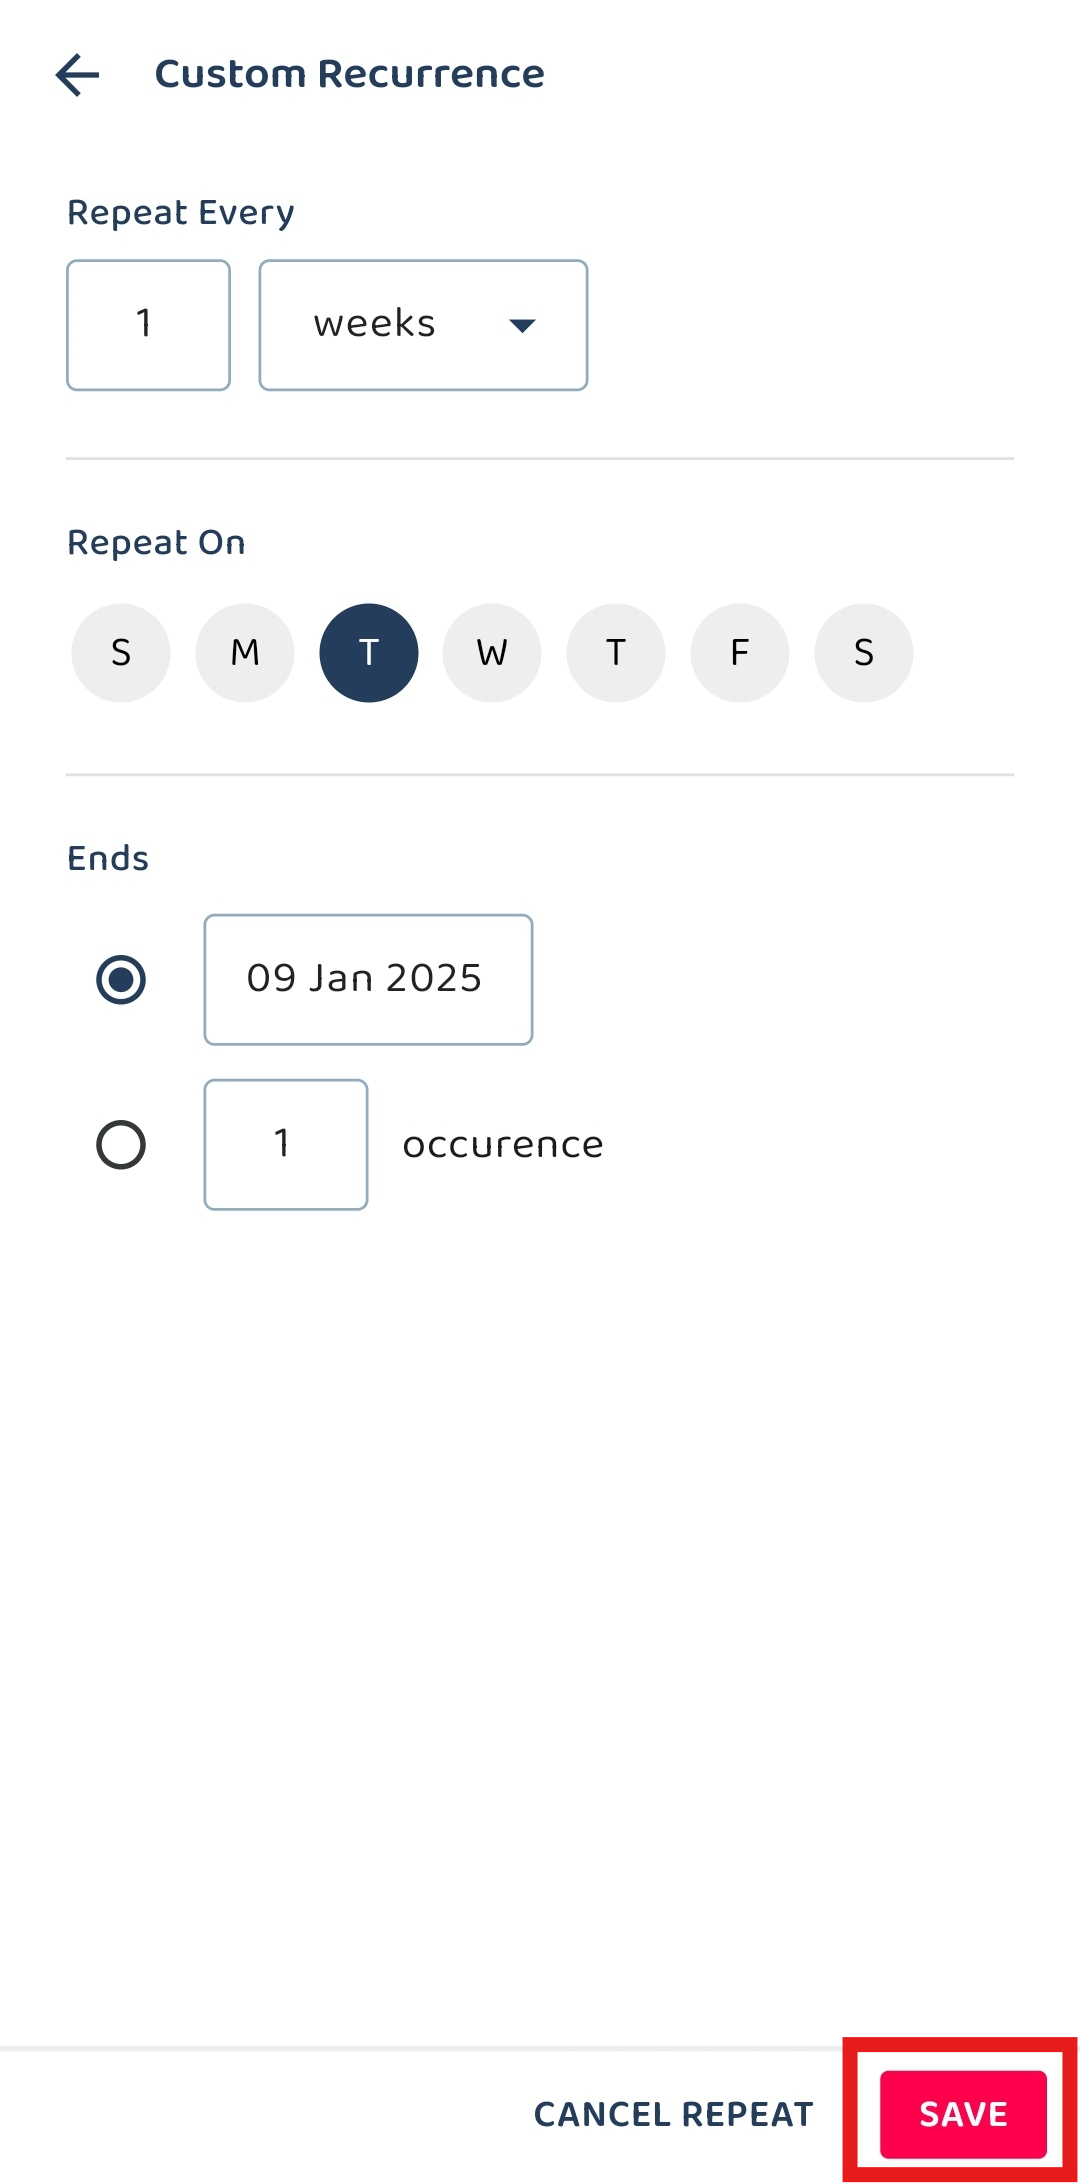 Custom Recurrence
Repeat Every
1 weeks
Repeat On
S M T W T F S
Ends
09 Jan 2025
1 occurence
CANCEL REPEAT SAVE